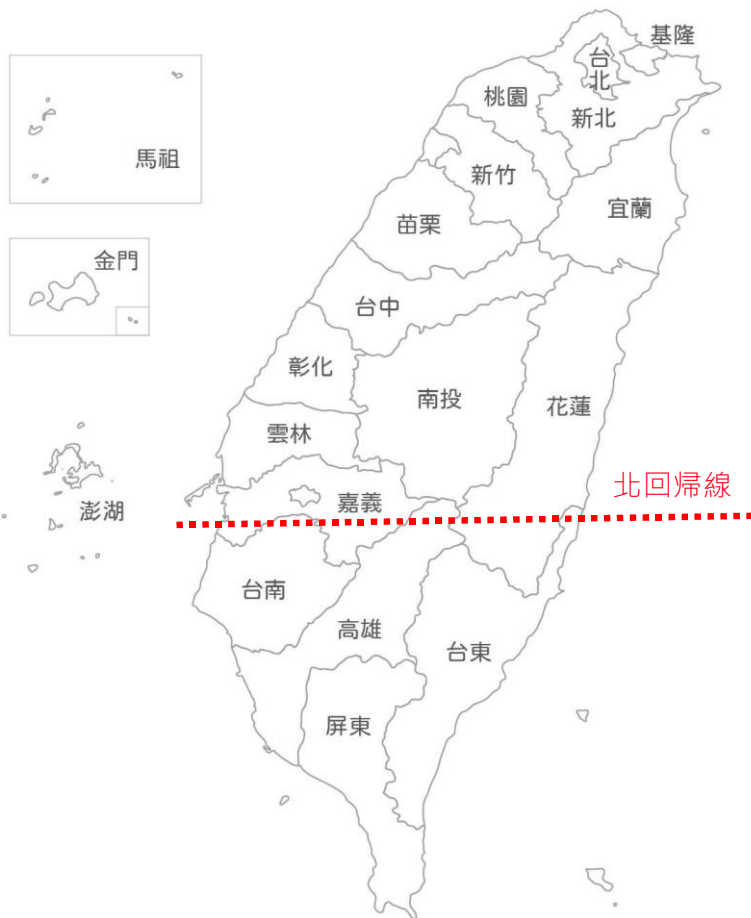 基隆
台
北
桃園
新北
馬祖
新竹
宜蘭
苗栗
金門
台中
彰化
南投
花蓮
雲林
北回帰線
嘉義
澎湖
台南
高雄
台東
屏東